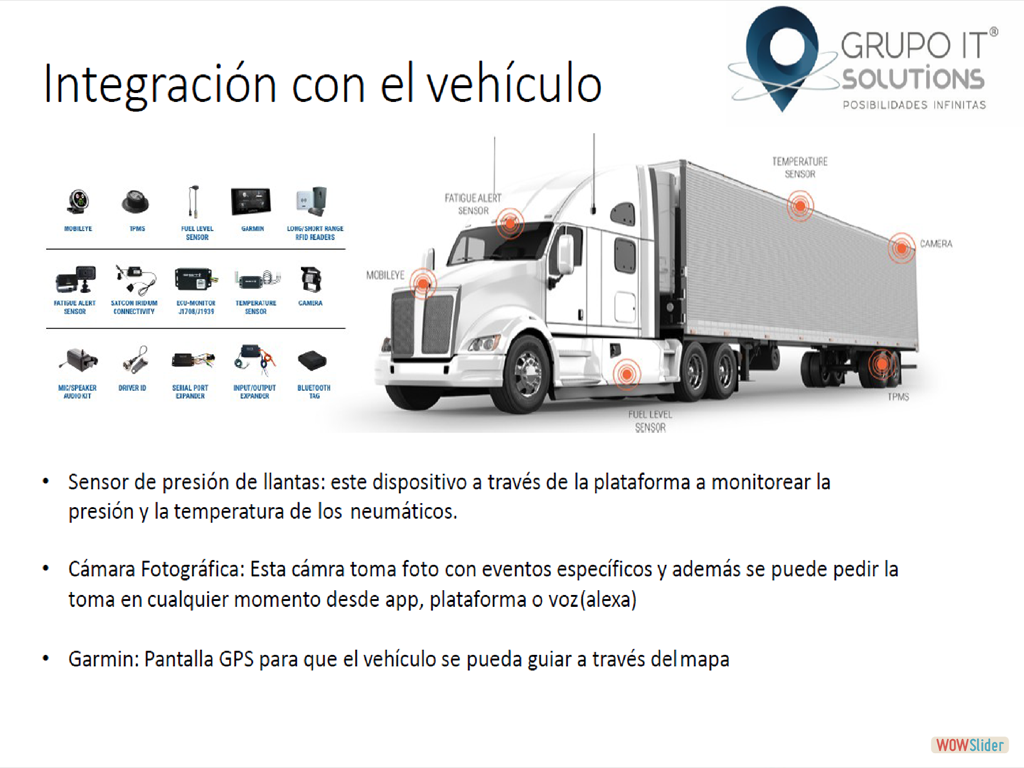 Integración con el vehículo
GRUPO IT®
SOLUTIONS
POSIBILIDADES INFINITAS
MOBILEYE
TPMS
FUEL LEVEL
SENSOR
GARMIN
LONG/SHORT RANGE
RFID READERS
FATIGUE ALERT
SENSOR
SATCOM IRIDIUM
CONNECTIVITY
ECU-MONITOR
J1708/J1939
TEMPERATURE
SENSOR
CAMERA
MIC/SPEAKER
AUDIO KIT
DRIVER ID
SERIAL PORT
EXPANDER
INPUT/OUTPUT
EXPANDER
BLUETOOTH
TAG
TEMPERATURE
SENSOR
FATIGUE ALERT
SENSOR
CAMERA
MOBILEYE
TPMS
FUEL LEVEL
SENSOR
• Sensor de presión de llantas: este dispositivo a través de la plataforma a monitorear la
presión y la temperatura de los neumáticos.
• Cámara Fotográfica: Esta cámra toma foto con eventos específicos y además se puede pedir la
toma en cualquier momento desde app, plataforma o voz(alexa)
• Garmin: Pantalla GPS para que el vehículo se pueda guiar a través del mapa
WOWSlider